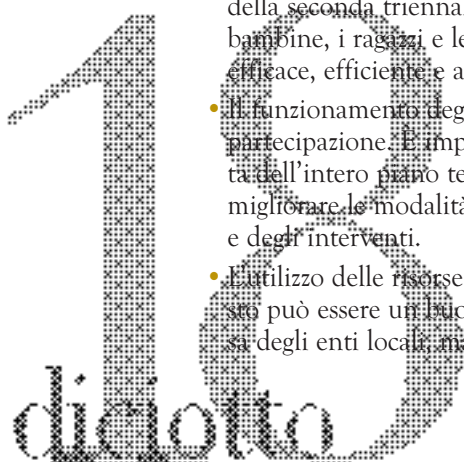 della seconda trienna
bambine, i ragazzi e le
efficace, efficiente e a
• Il funzionamento deg
partecipazione. È imp
ta dell'intero piano te
migliorare le modalità
e degli interventi.
• L'utilizzo delle risorse
sto può essere un buo
sa degli enti locali, ma
18
diciotto